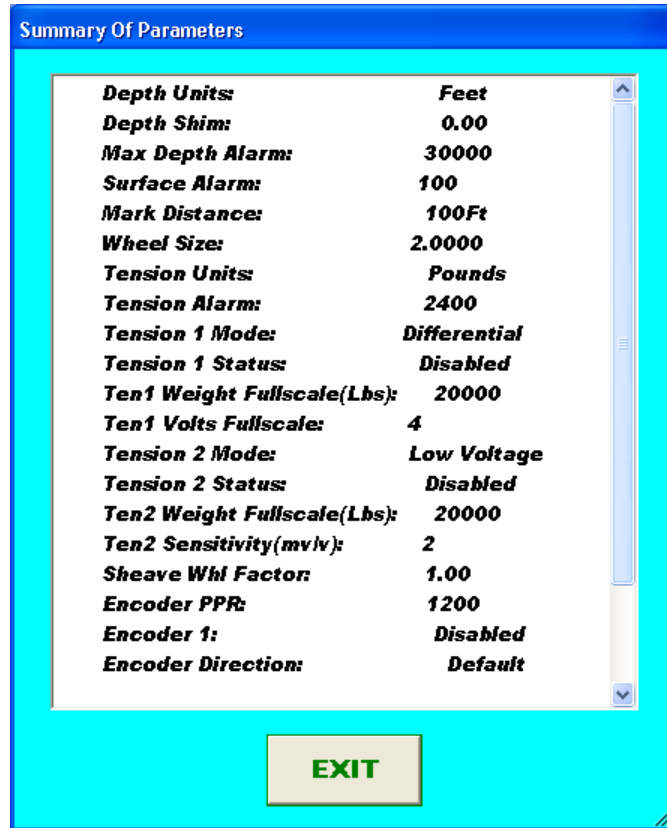 Summary Of Parameters
Depth Units: Feet
Depth Shim: 0.00
Max Depth Alarm: 30000
Surface Alarm: 100
Mark Distance: 100Ft
Wheel Size: 2.0000
Tension Units: Pounds
Tension Alarm: 2400
Tension 1 Mode: Differential
Tension 1 Status: Disabled
Ten1 Weight Fullscale(Lbs): 20000
Ten1 Volts Fullscale: 4
Tension 2 Mode: Low Voltage
Tension 2 Status: Disabled
Ten2 Weight Fullscale(Lbs): 20000
Ten2 Sensitivity(mv/v): 2
Sheave Whl Factor: 1.00
Encoder PPR: 1200
Encoder 1: Disabled
Encoder Direction: Default
EXIT